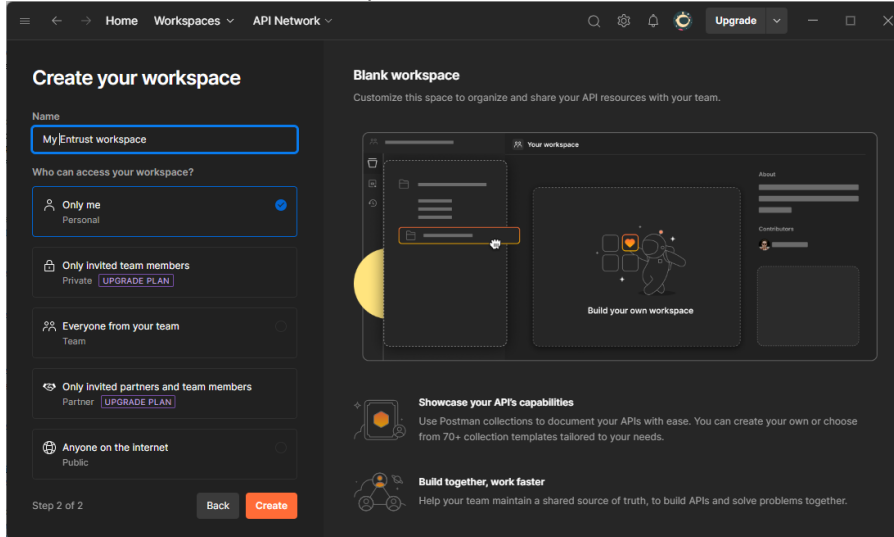 Home Workspaces API Network Upgrade
Create your workspace
Name
My Entrust workspace
Who can access your workspace?
Only me
Personal
Only invited team members
Private UPGRADE PLAN
Everyone from your team
Team
Only invited partners and team members
Partner UPGRADE PLAN
Anyone on the internet
Public
Step 2 of 2 Back Create
Blank workspace
Customize this space to organize and share your API resources with your team.
Your workspace
About
Contributors
Build your own workspace
Showcase your API's capabilities
Use Postman collections to document your APIs with ease. You can create your own or choose
from 70+ collection templates tailored to your needs.
Build together, work faster
Help your team maintain a shared source of truth, to build APIs and solve problems together.